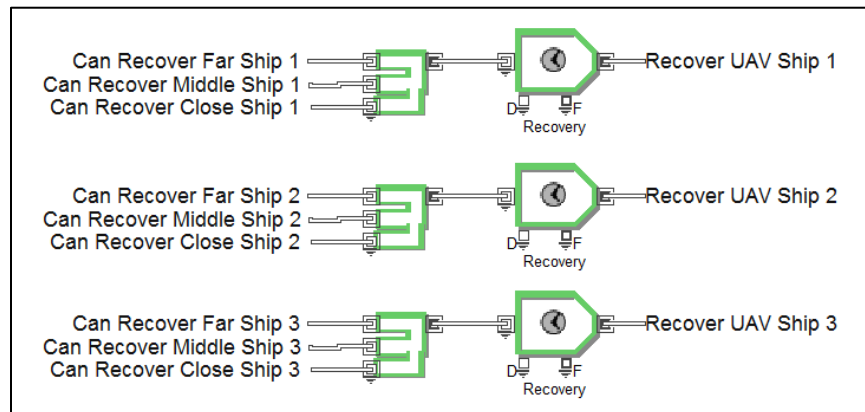 Can Recover Far Ship 1
Can Recover Middle Ship 1
Can Recover Close Ship 1
Recover UAV Ship 1
D
F
Recovery
Can Recover Far Ship 2
Can Recover Middle Ship 2
Can Recover Close Ship 2
Recover UAV Ship 2
D
F
Recovery
Can Recover Far Ship 3
Can Recover Middle Ship 3
Can Recover Close Ship 3
Recover UAV Ship 3
D
F
Recovery